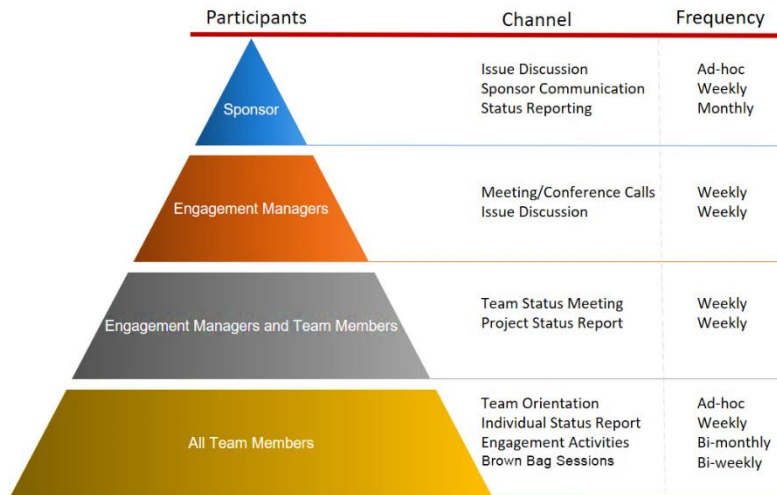 Participants Channel Frequency
Issue Discussion Ad-hoc
Sponsor Communication Weekly
Sponsor Status Reporting Monthly
Meeting/Conference Calls Weekly
Engagement Managers Issue Discussion Weekly
Team Status Meeting Weekly
Engagement Managers and Team Members Project Status Report Weekly
Team Orientation Ad-hoc
Individual Status Report Weekly
All Team Members Engagement Activities Bi-monthly
Brown Bag Sessions Bi-weekly